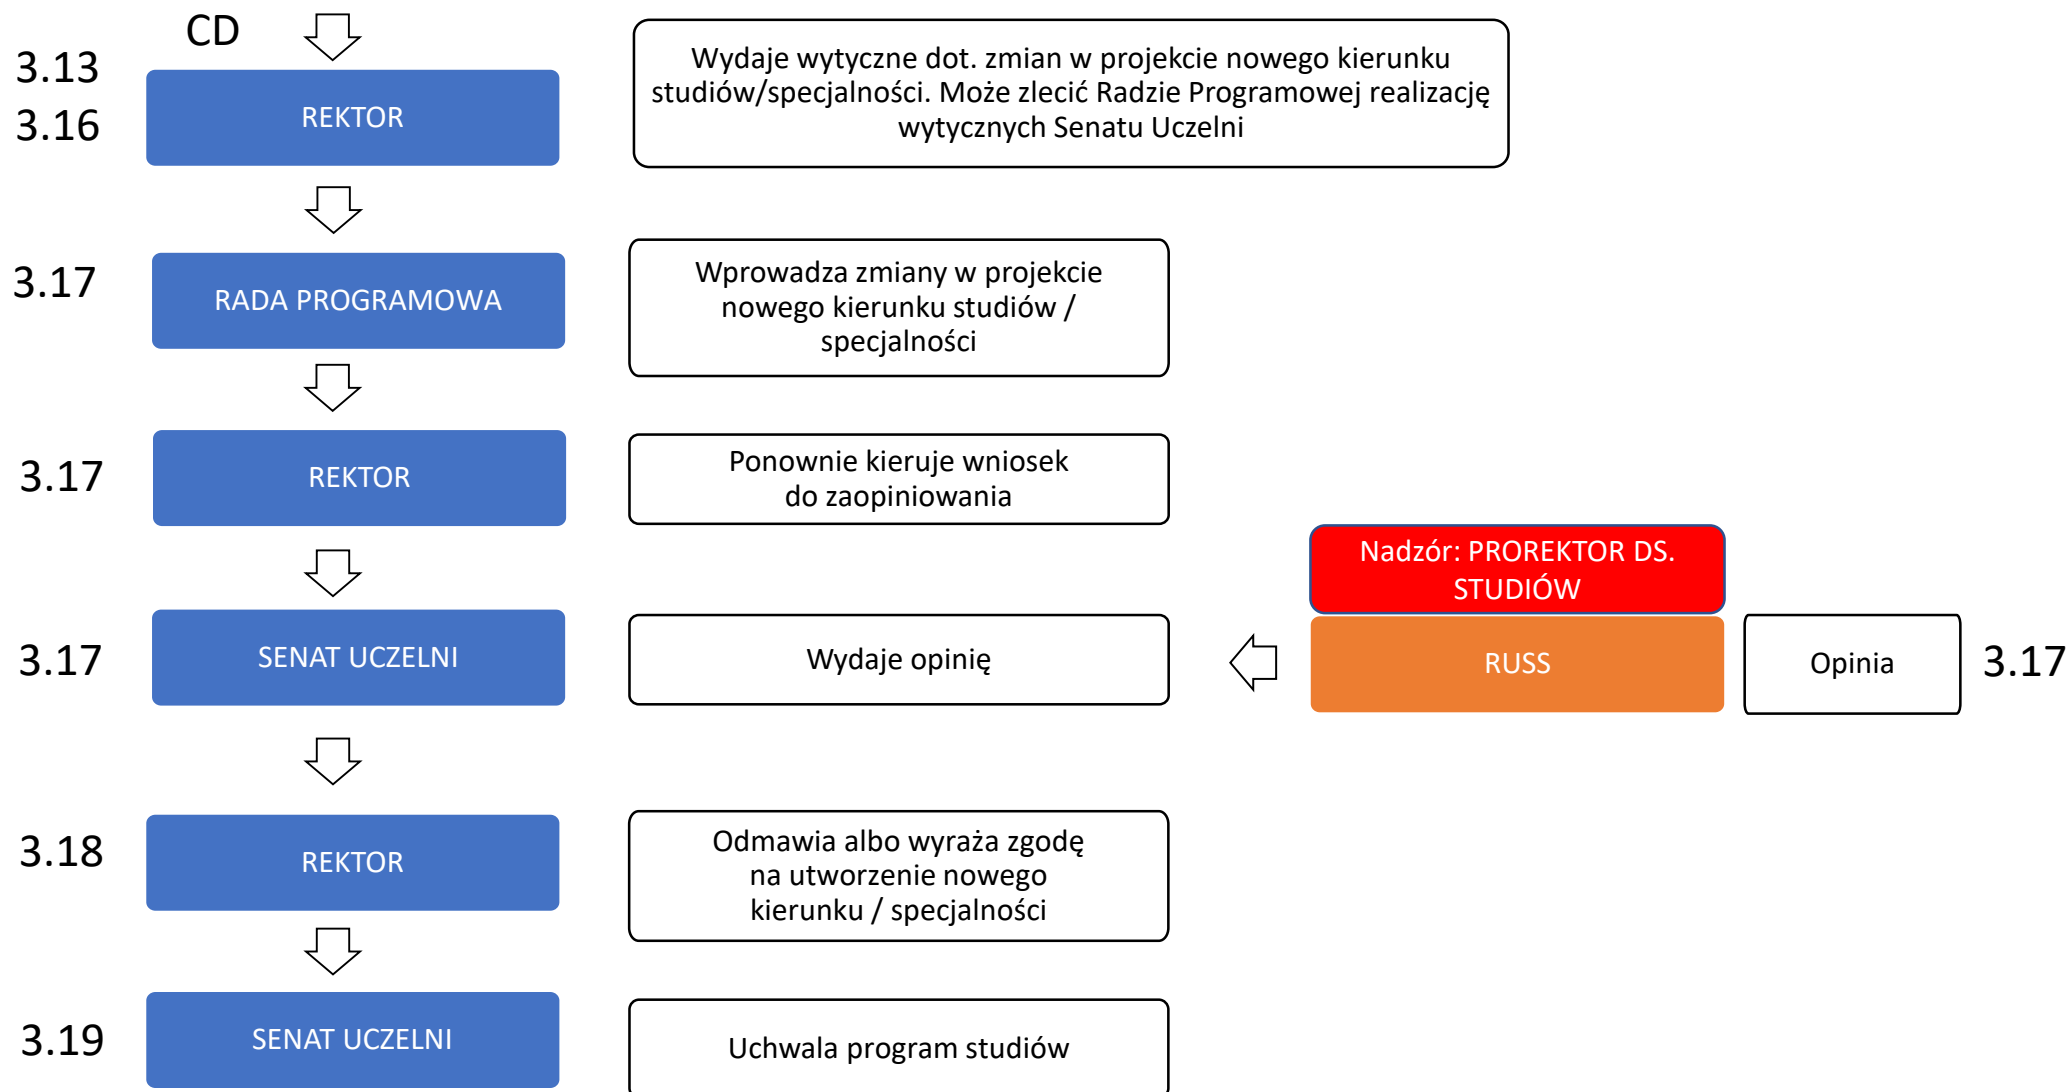 CD
3.13
3.16
REKTOR
Wydaje wytyczne dot. zmian w projekcie nowego kierunku
studiów/specjalności. Może zlecić Radzie Programowej realizację
wytycznych Senatu Uczelni
3.17
RADA PROGRAMOWA
Wprowadza zmiany w projekcie
nowego kierunku studiów /
specjalności
3.17
REKTOR
Ponownie kieruje wniosek
do zaopiniowania
Nadzór: PROREKTOR DS.
STUDIÓW
3.17
SENAT UCZELNI
Wydaje opinię
RUSS
Opinia
3.17
3.18
REKTOR
Odmawia albo wyraża zgodę
na utworzenie nowego
kierunku / specjalności
3.19
SENAT UCZELNI
Uchwala program studiów